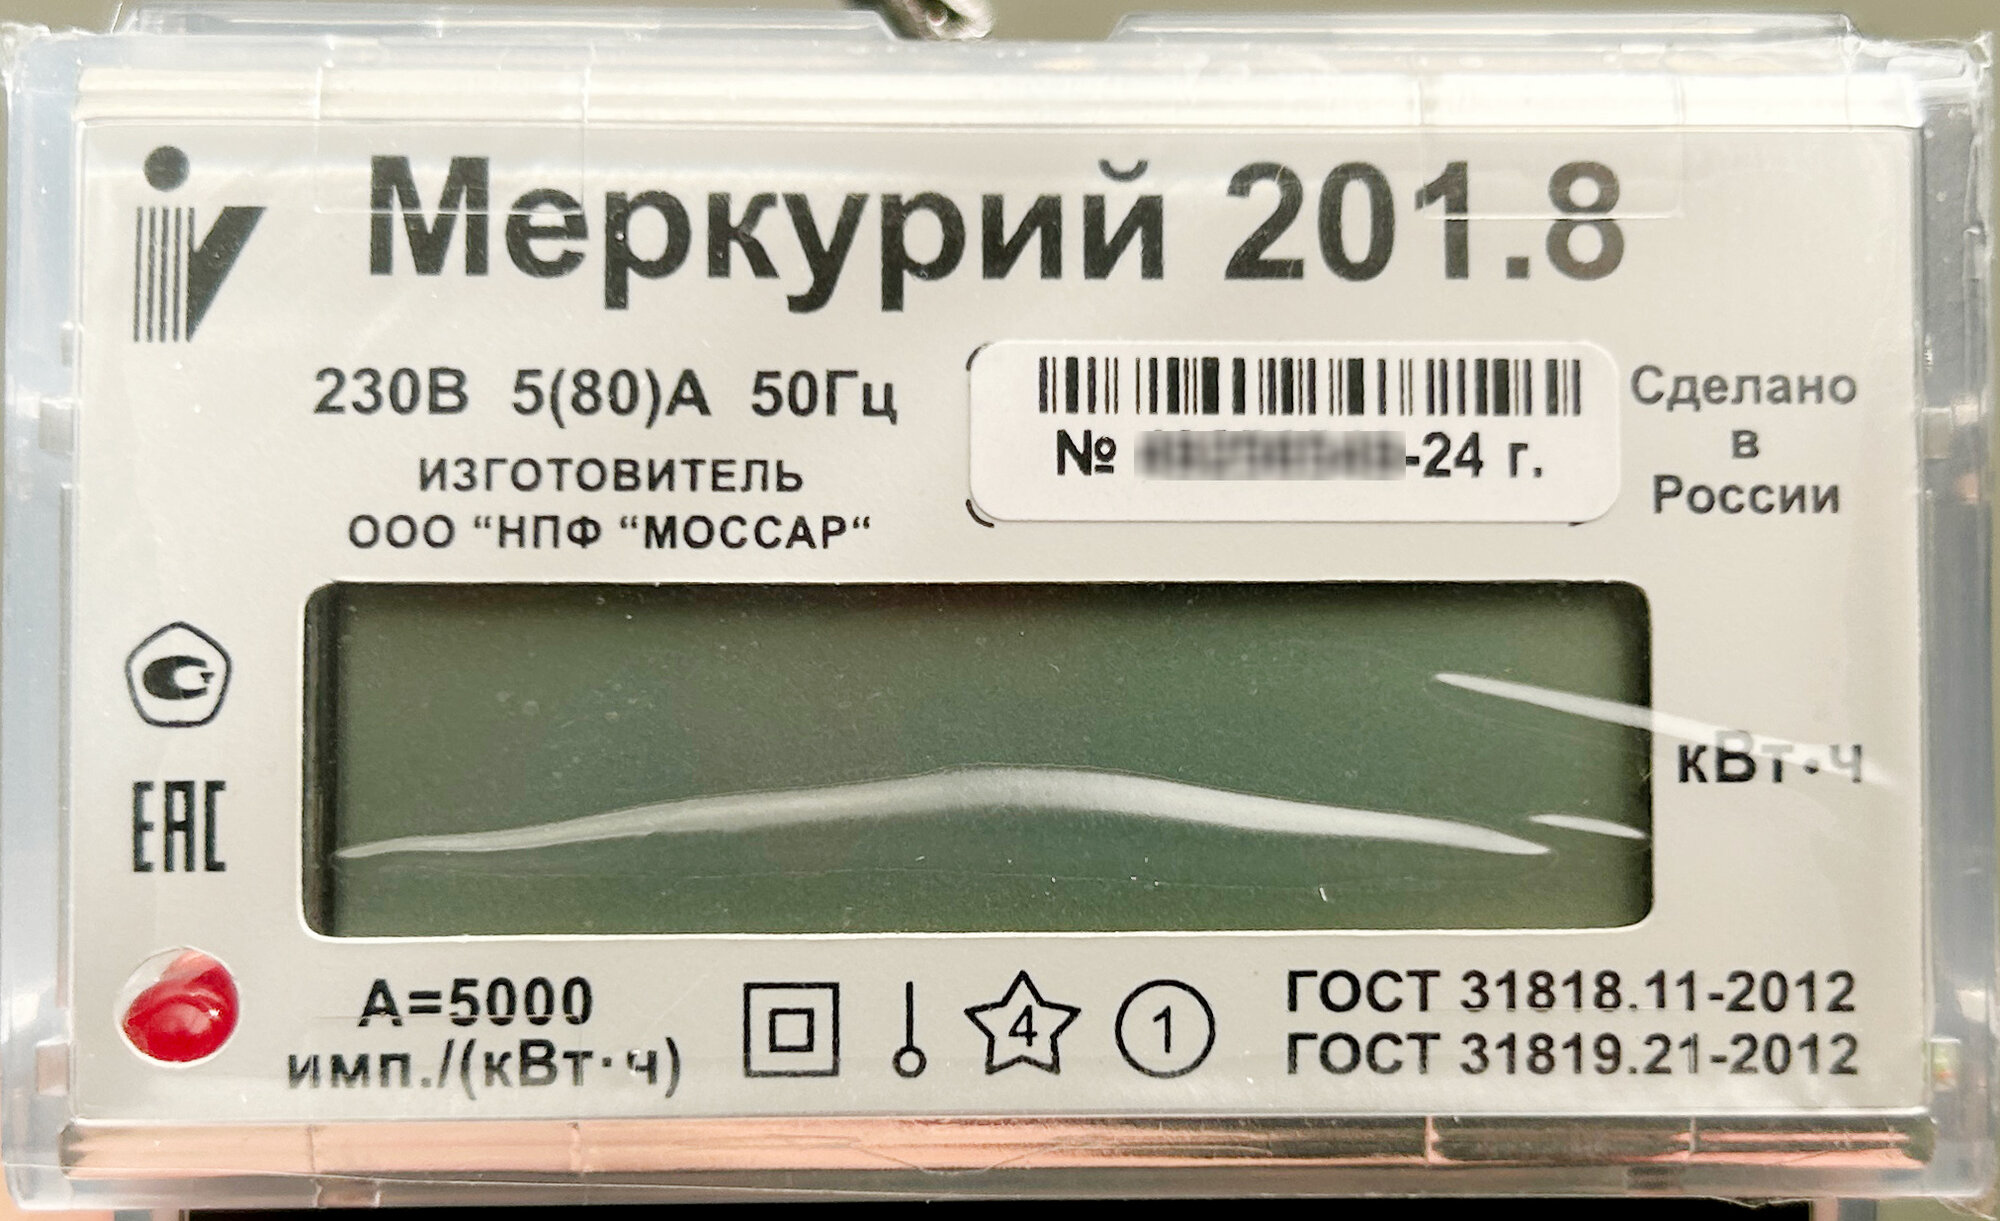 Меркурий 201.8
230В 5(80)А 50Гц
ИЗГОТОВИТЕЛЬ
ООО “НПФ “МОССАР“
№ -24 г.
Сделано
в
России
кВт·ч
ЕАС
A=5000
имп./(кВт·ч)
4
1
ГОСТ 31818.11-2012
ГОСТ 31819.21-2012